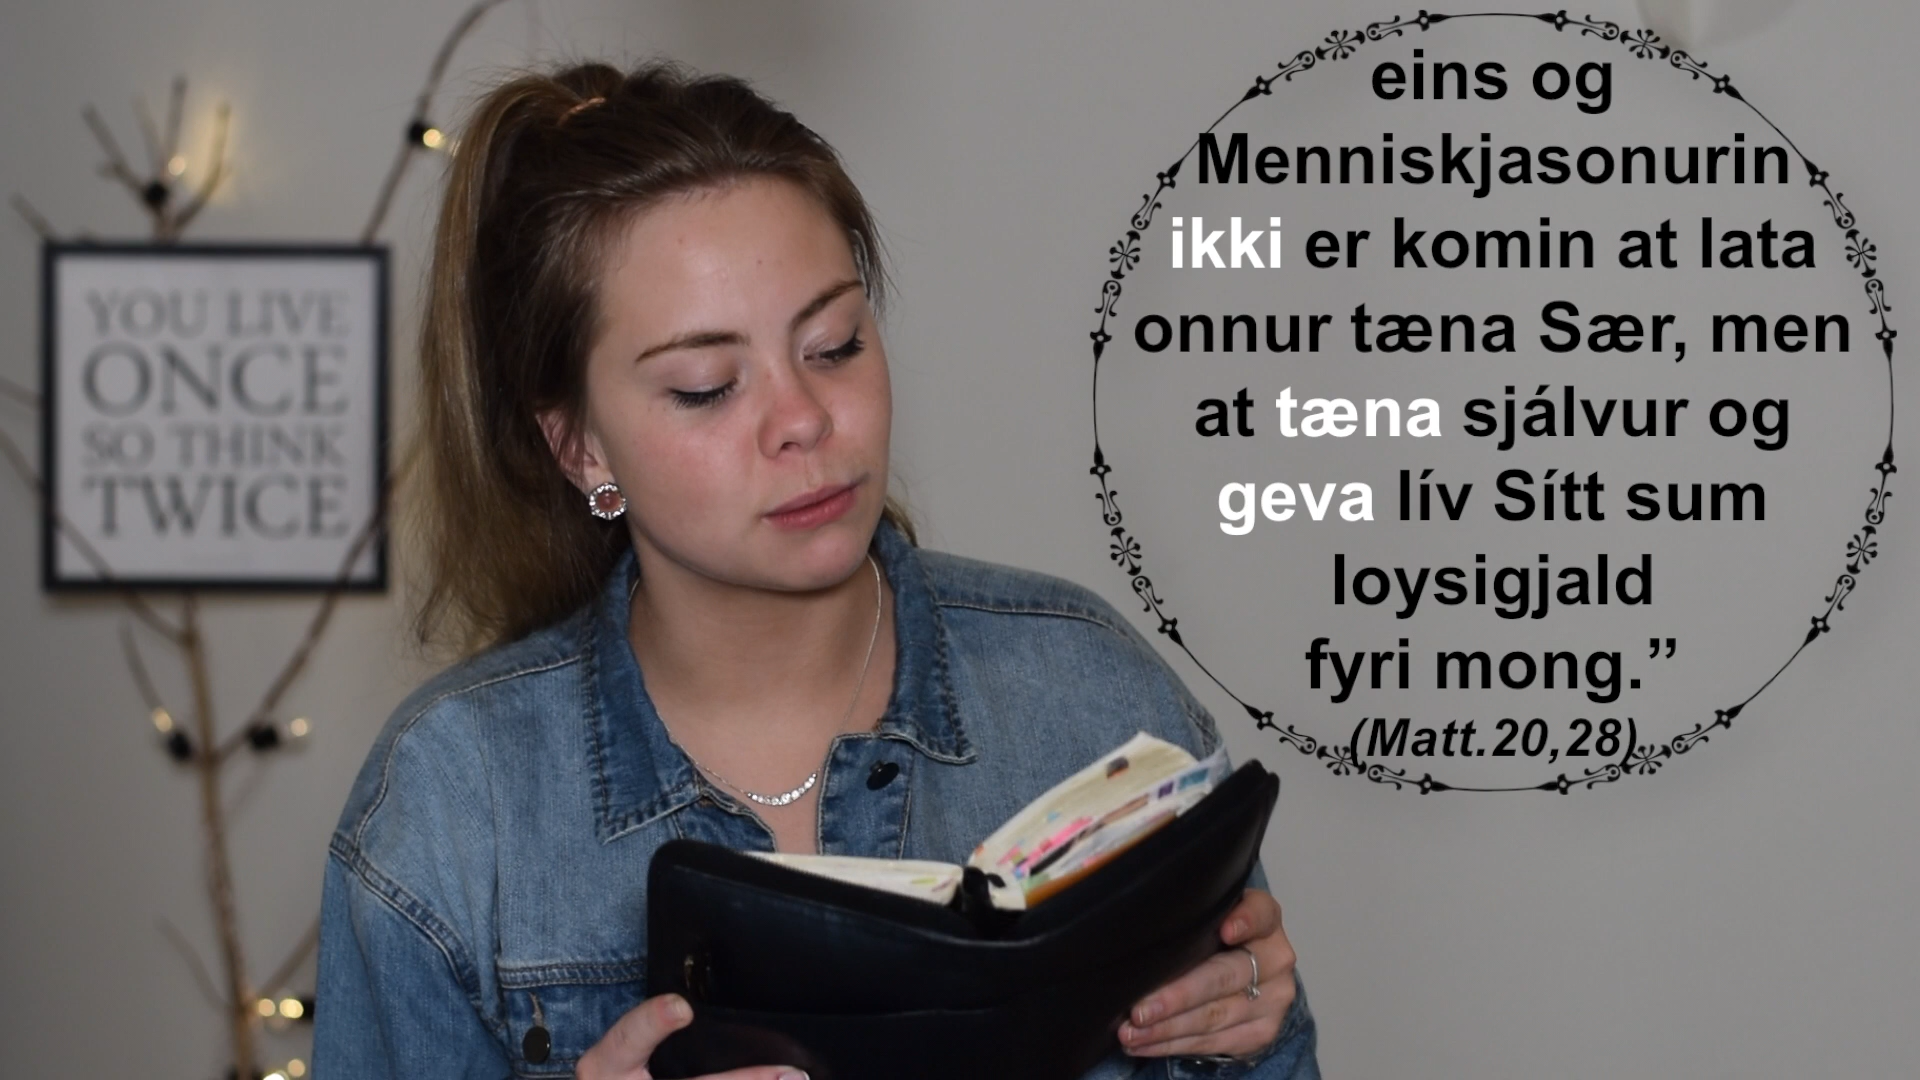 YOU LIVE
ONCE
SO THINK
TWICE
eins og
Menniskjasonurin
ikki er komin at lata
onnur tæna Sær, men
at tæna sjálvur og
geva lív Sítt sum
loysigjald
fyri mong.”
(Matt.20,28)